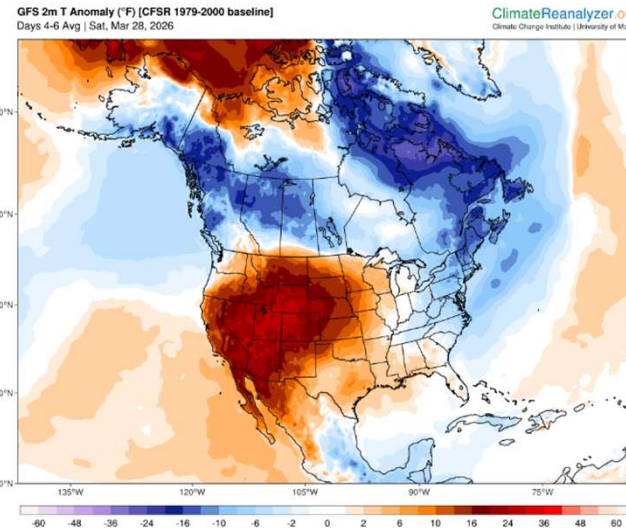 GFS 2m T Anomaly (°F) [CFSR 1979-2000 baseline]
Days 4-6 Avg | Sat, Mar 28, 2026
ClimateReanalyzer.o
Climate Change Institute | University of Ma
135°W 120°W 105°W 90°W 75°W
-60 -48 -36 -24 -16 -10 -6 -2 0 2 6 10 16 24 36 48 60